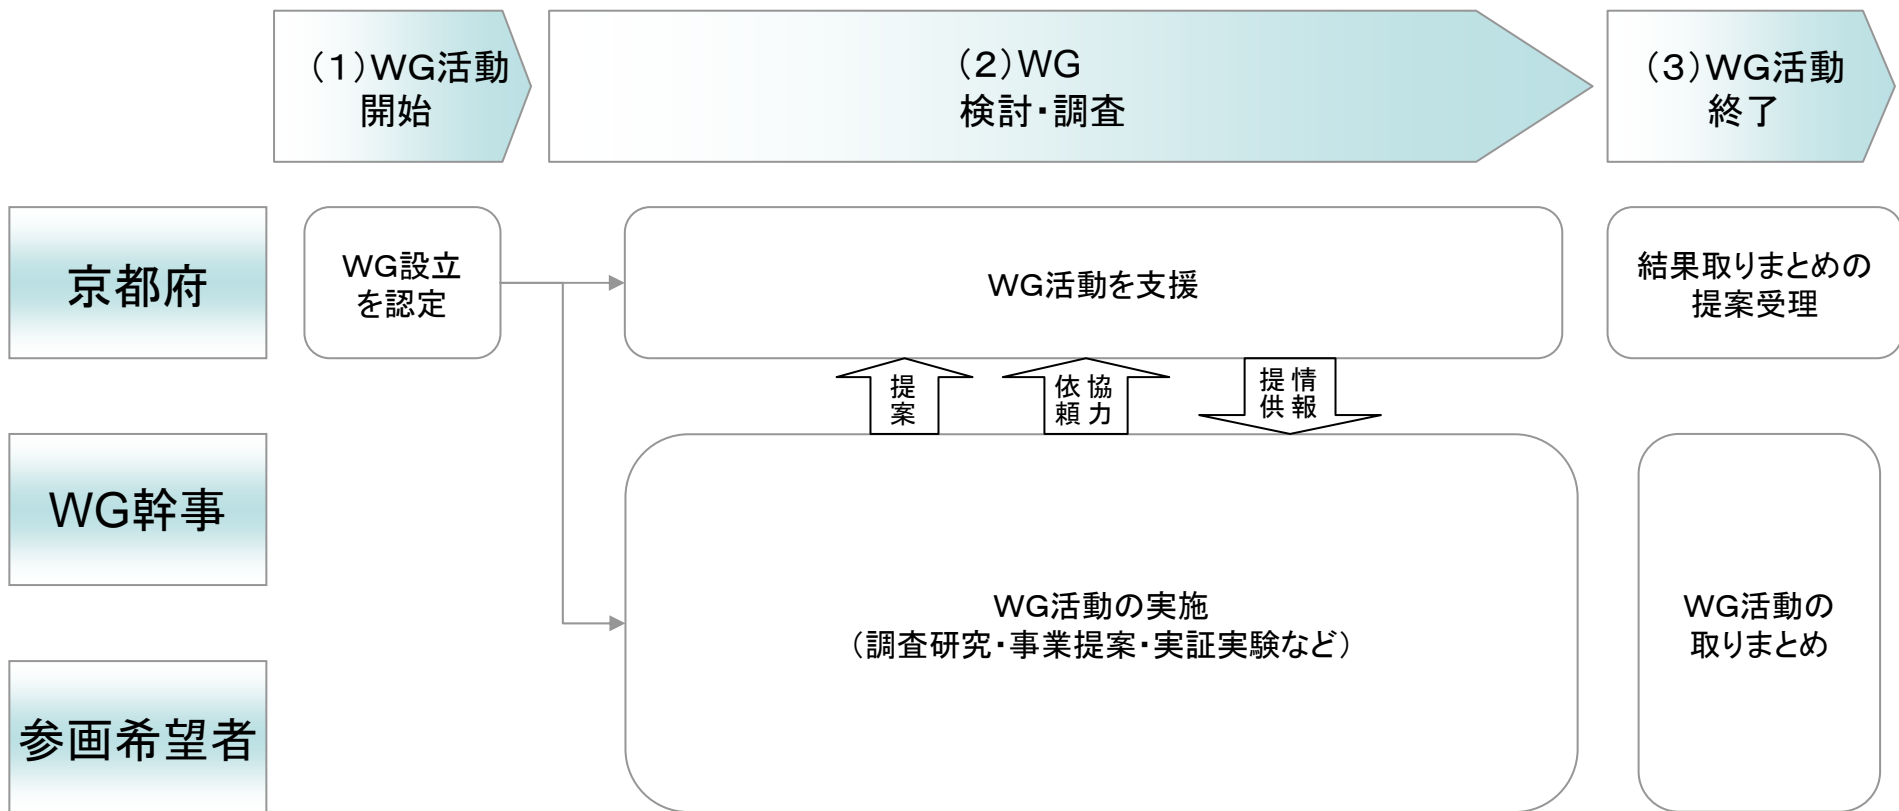 （1）WG活動
開始
（2）WG
検討・調査
（3）WG活動
終了
京都府
WG設立
を認定
WG活動を支援
結果取りまとめの
提案受理
提案
協力
依頼
情報
提供
WG幹事
WG活動の実施
（調査研究・事業提案・実証実験など）
WG活動の
取りまとめ
参画希望者